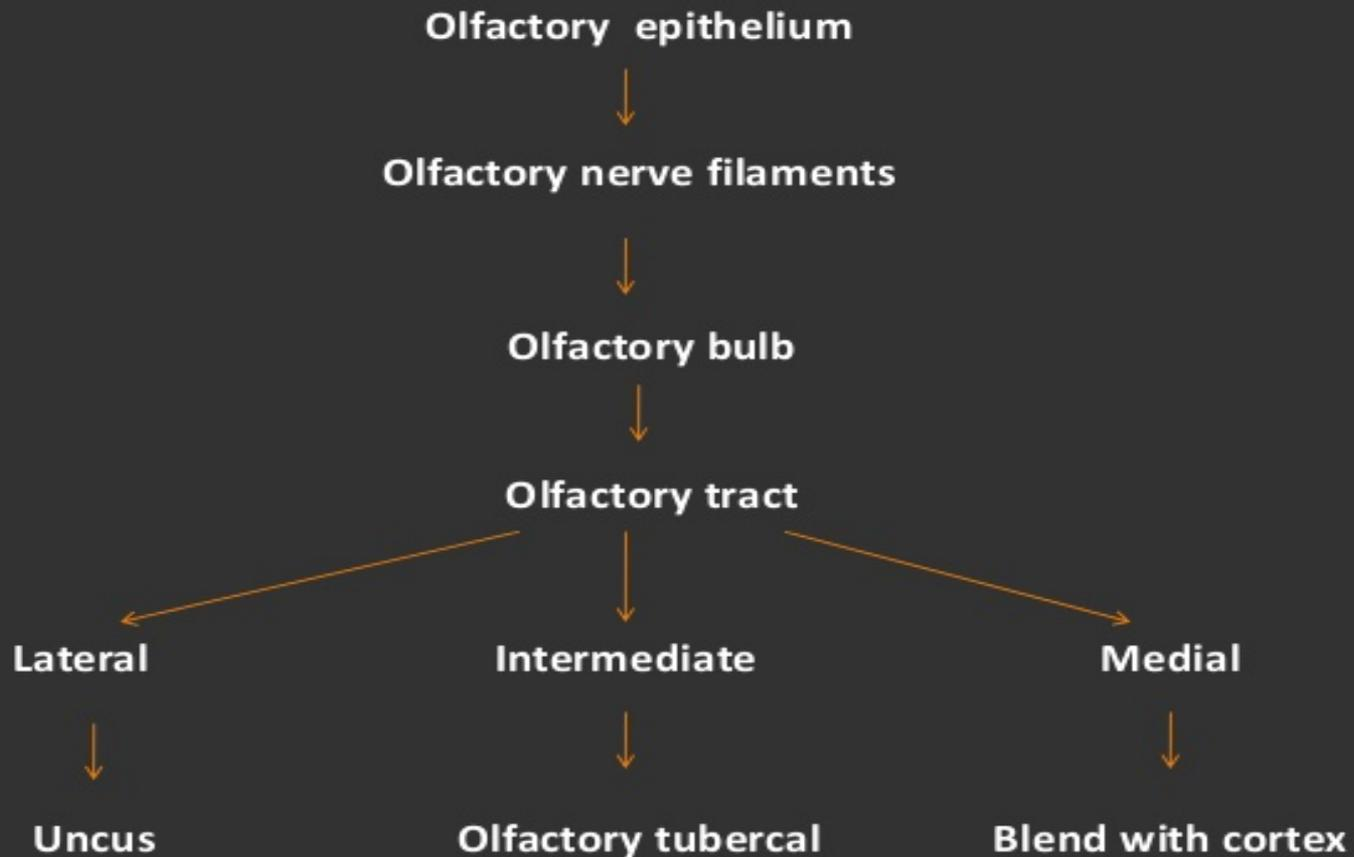 Olfactory epithelium
Olfactory nerve filaments
Olfactory bulb
Olfactory tract
Lateral Intermediate Medial
Uncus Olfactory tubercal Blend with cortex